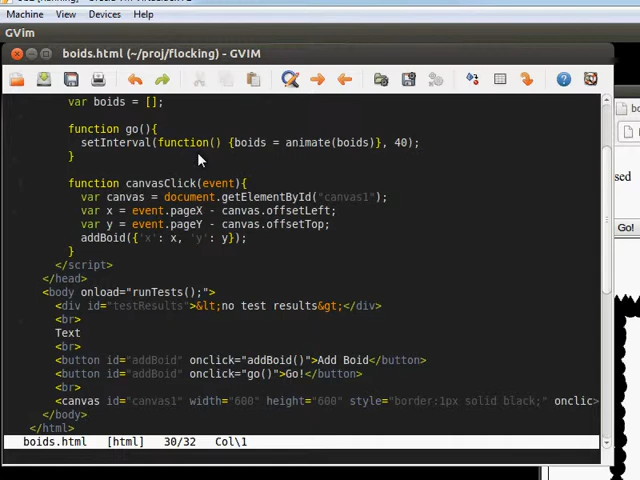 Machine View Devices Help
GVim
boids.html (~/proj/flocking) - GVIM
var boids = [];
function go(){
setInterval(function() {boids = animate(boids)}, 40);
}
function canvasClick(event){
var canvas = document.getElementById("canvas1");
var x = event.pageX - canvas.offsetLeft;
var y = event.pageY - canvas.offsetTop;
addBoid({'x': x, 'y': y});
}
</script>
</head>
<body onload="runTests();">
<div id="testResults">&lt;no test results&gt;</div>
<br>
Text
<br>
<button id="addBoid" onclick="addBoid()">Add Boid</button>
<button id="addBoid" onclick="go()">Go!</button>
<br>
<canvas id="canvas1" width="600" height="600" style="border:1px solid black;" onclic>
</body>
</html>
boids.html [html] 30/32 Col\1
bo
scd
Go!